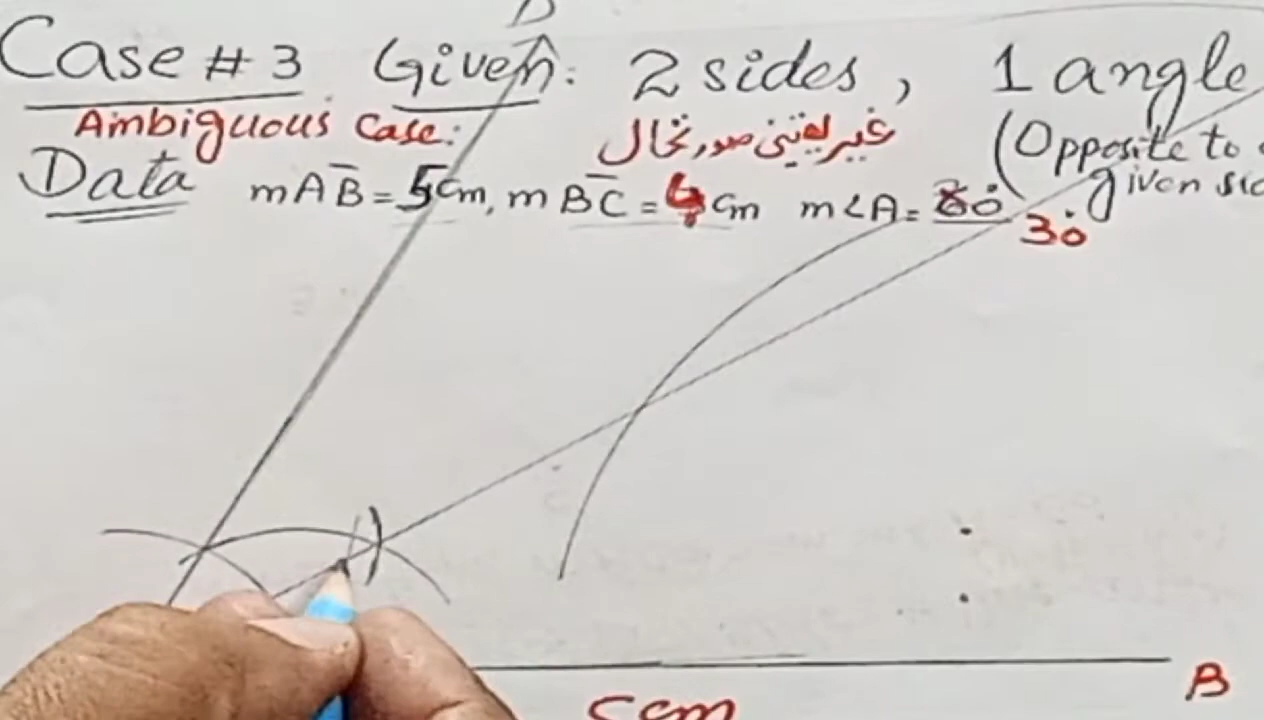 D
Case # 3 Given: 2 sides, 1 angle
Ambiguous Case: غیر یقینی صورتحال (Opposite to
Data mAB = 5cm, mBC = 4cm m∠A = 30° given
B
5cm